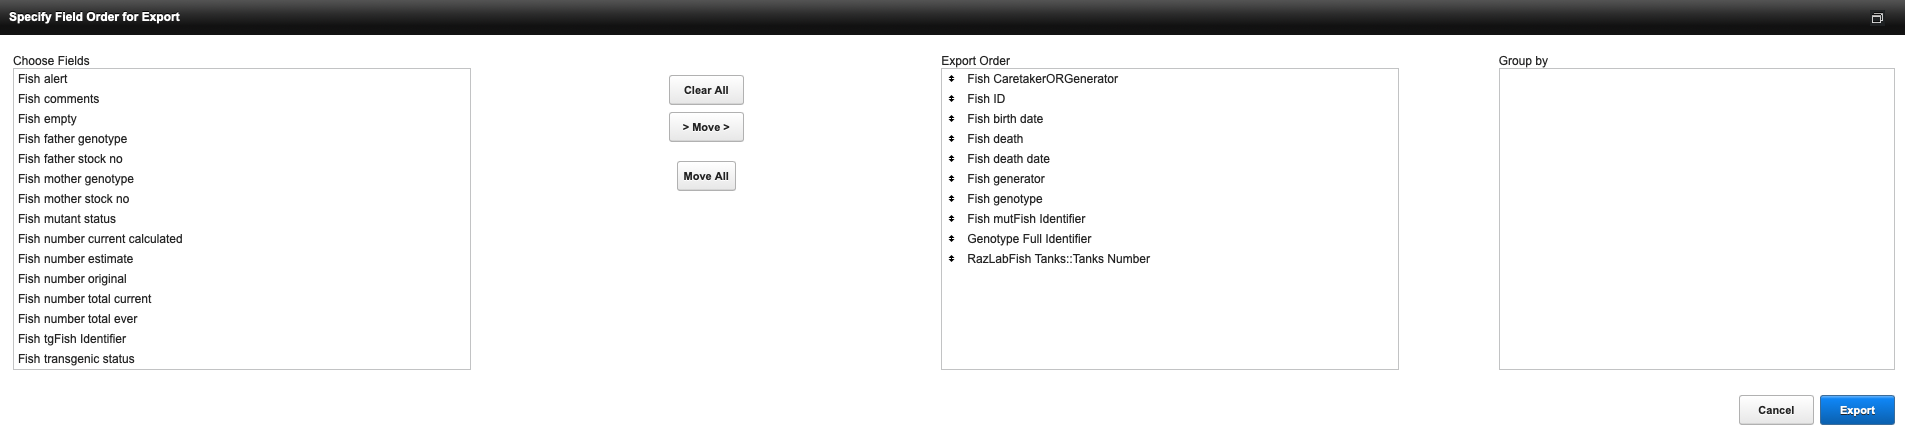 Specify Field Order for Export
Choose Fields
Fish alert
Fish comments
Fish empty
Fish father genotype
Fish father stock no
Fish mother genotype
Fish mother stock no
Fish mutant status
Fish number current calculated
Fish number estimate
Fish number original
Fish number total current
Fish number total ever
Fish tgFish Identifier
Fish transgenic status
Clear All
> Move >
Move All
Export Order
Fish CaretakerORGenerator
Fish ID
Fish birth date
Fish death
Fish death date
Fish generator
Fish genotype
Fish mutFish Identifier
Genotype Full Identifier
RazLabFish Tanks::Tanks Number
Group by
Cancel
Export